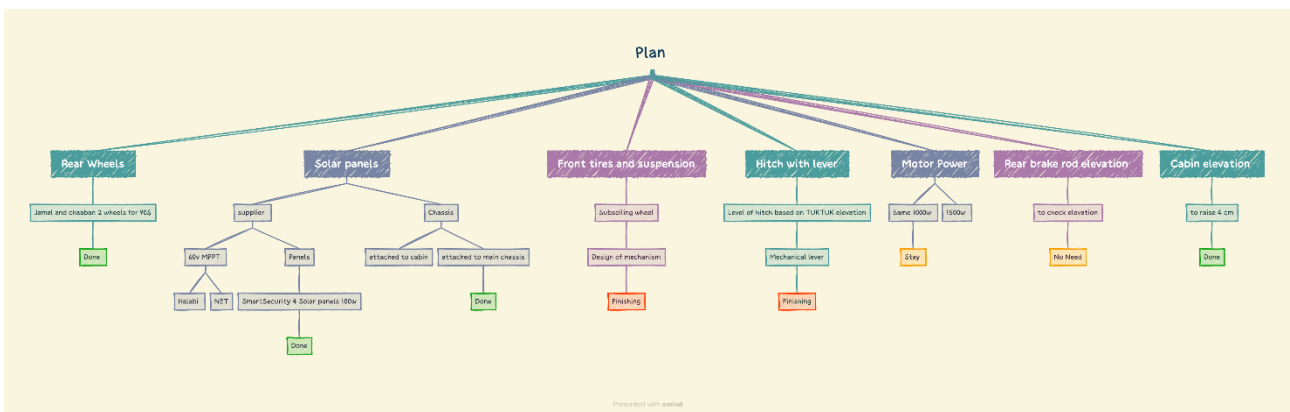 Plan
Rear Wheels
Solar panels
Front tires and suspension
Hitch with lever
Motor Power
Rear brake rod elevation
Cabin elevation
Jamal and chaaban 2 wheels for 90$
supplier
Chassis
Subsoiling wheel
Level of hitch based on TUKTUK elevation
Same 1000w
1500w
to check elevation
to raise 4 cm
Done
60v MPPT
Panels
attached to cabin
attached to main chassis
Design of mechanism
Mechanical lever
Stay
No Need
Done
Halabi
NET
SmartSecurity 4 Solar panels 180w
Done
Finishing
Finishing
Done
Presented with xmind